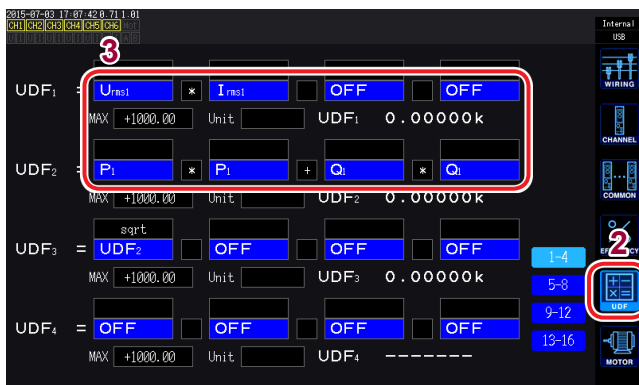 2015-07-03 17:07:42 0.71 1.01
CH1 CH2 CH3 CH4 CH5 CH6 Mot
Internal
USB
3
UDF1 = Urms1 * Irms1 OFF OFF
MAX +1000.00 Unit UDF1 0.00000k
UDF2 = P1 * P1 + Q1 * Q1
MAX +1000.00 Unit UDF2 0.00000k
sqrt
UDF3 = UDF2 OFF OFF OFF
MAX +1000.00 Unit UDF3 0.00000k
UDF4 = OFF OFF OFF OFF
MAX +1000.00 Unit UDF4 -------
1-4
5-8
9-12
13-16
WIRING
CHANNEL
COMMON
2
UDF
MOTOR